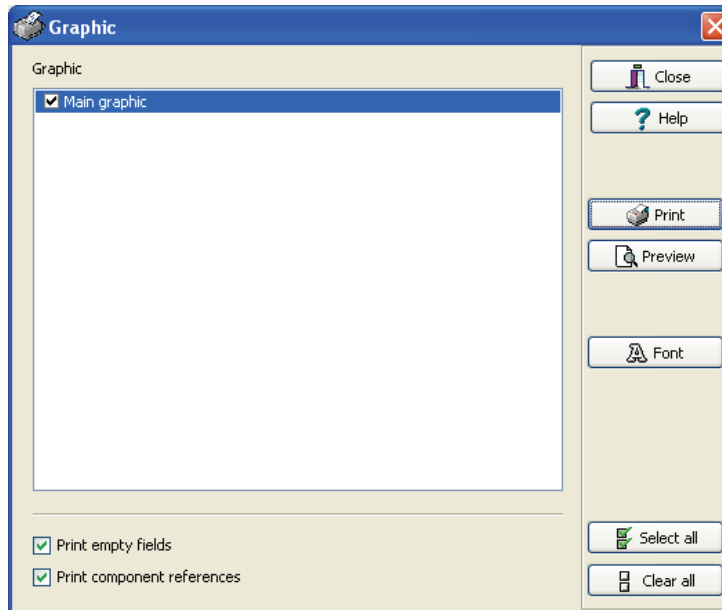 Graphic
Graphic
Main graphic
Close
Help
Print
Preview
Font
Print empty fields
Print component references
Select all
Clear all